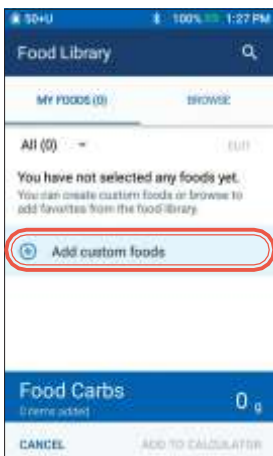 50+U 100% 1:27 PM
Food Library
MY FOODS (0) BROWSE
All (0) EDIT
You have not selected any foods yet.
You can create custom foods or browse to
add favorites from the food library.
Add custom foods
Food Carbs
0 items added
0 g
CANCEL ADD TO CALCULATOR